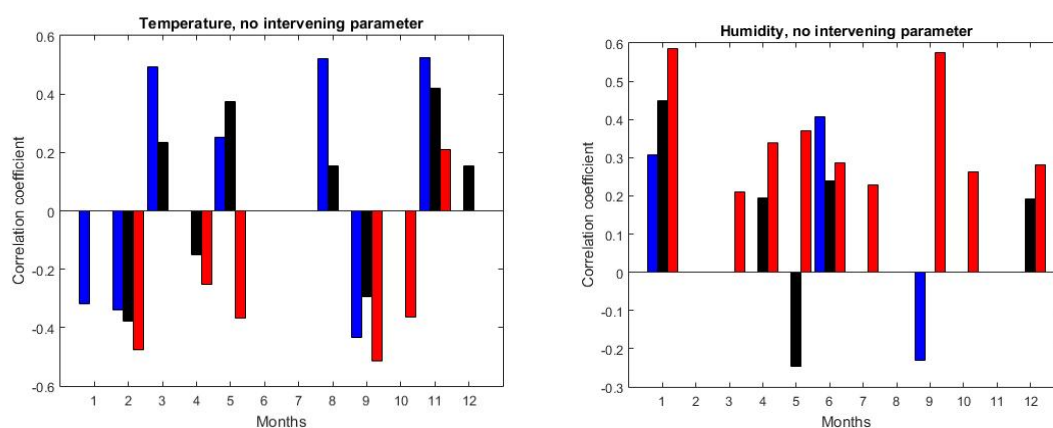 Temperature, no intervening parameter
0.6
0.4
0.2
0
-0.2
-0.4
-0.6
Correlation coefficient
1 2 3 4 5 6 7 8 9 10 11 12
Months
Humidity, no intervening parameter
0.6
0.5
0.4
0.3
0.2
0.1
0
-0.1
-0.2
-0.3
Correlation coefficient
1 2 3 4 5 6 7 8 9 10 11 12
Months